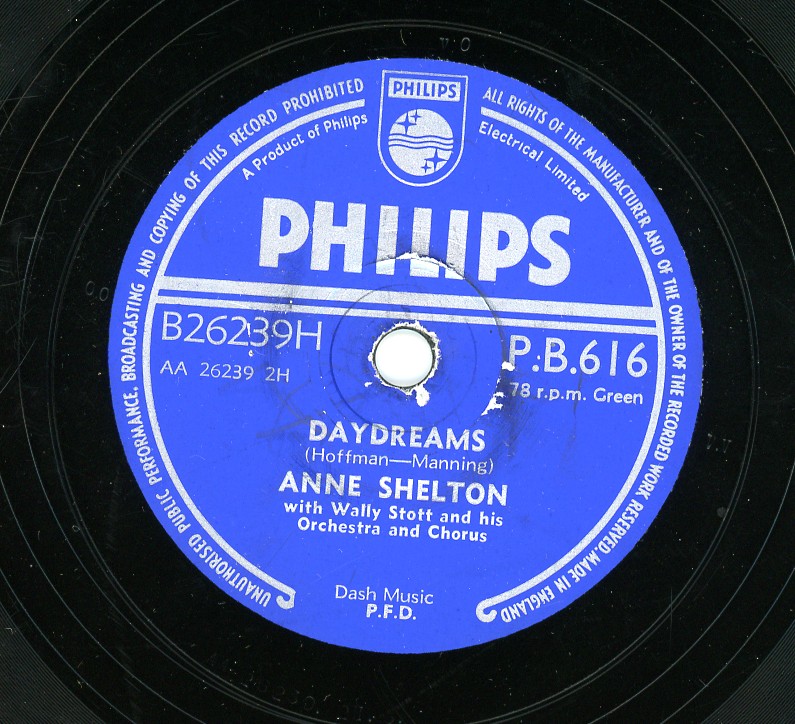 UNAUTHORISED PUBLIC PERFORMANCE, BROADCASTING AND COPYING OF THIS RECORD PROHIBITED
ALL RIGHTS OF THE MANUFACTURER AND OF THE OWNER OF THE RECORDED WORK RESERVED. MADE IN ENGLAND
PHILIPS
A Product of Philips
Electrical Limited
PHILIPS
B26239H
P.B.616
AA 26239 2H
78 r.p.m. Green
DAYDREAMS
(Hoffman—Manning)
ANNE SHELTON
with Wally Stott and his
Orchestra and Chorus
Dash Music
P.F.D.